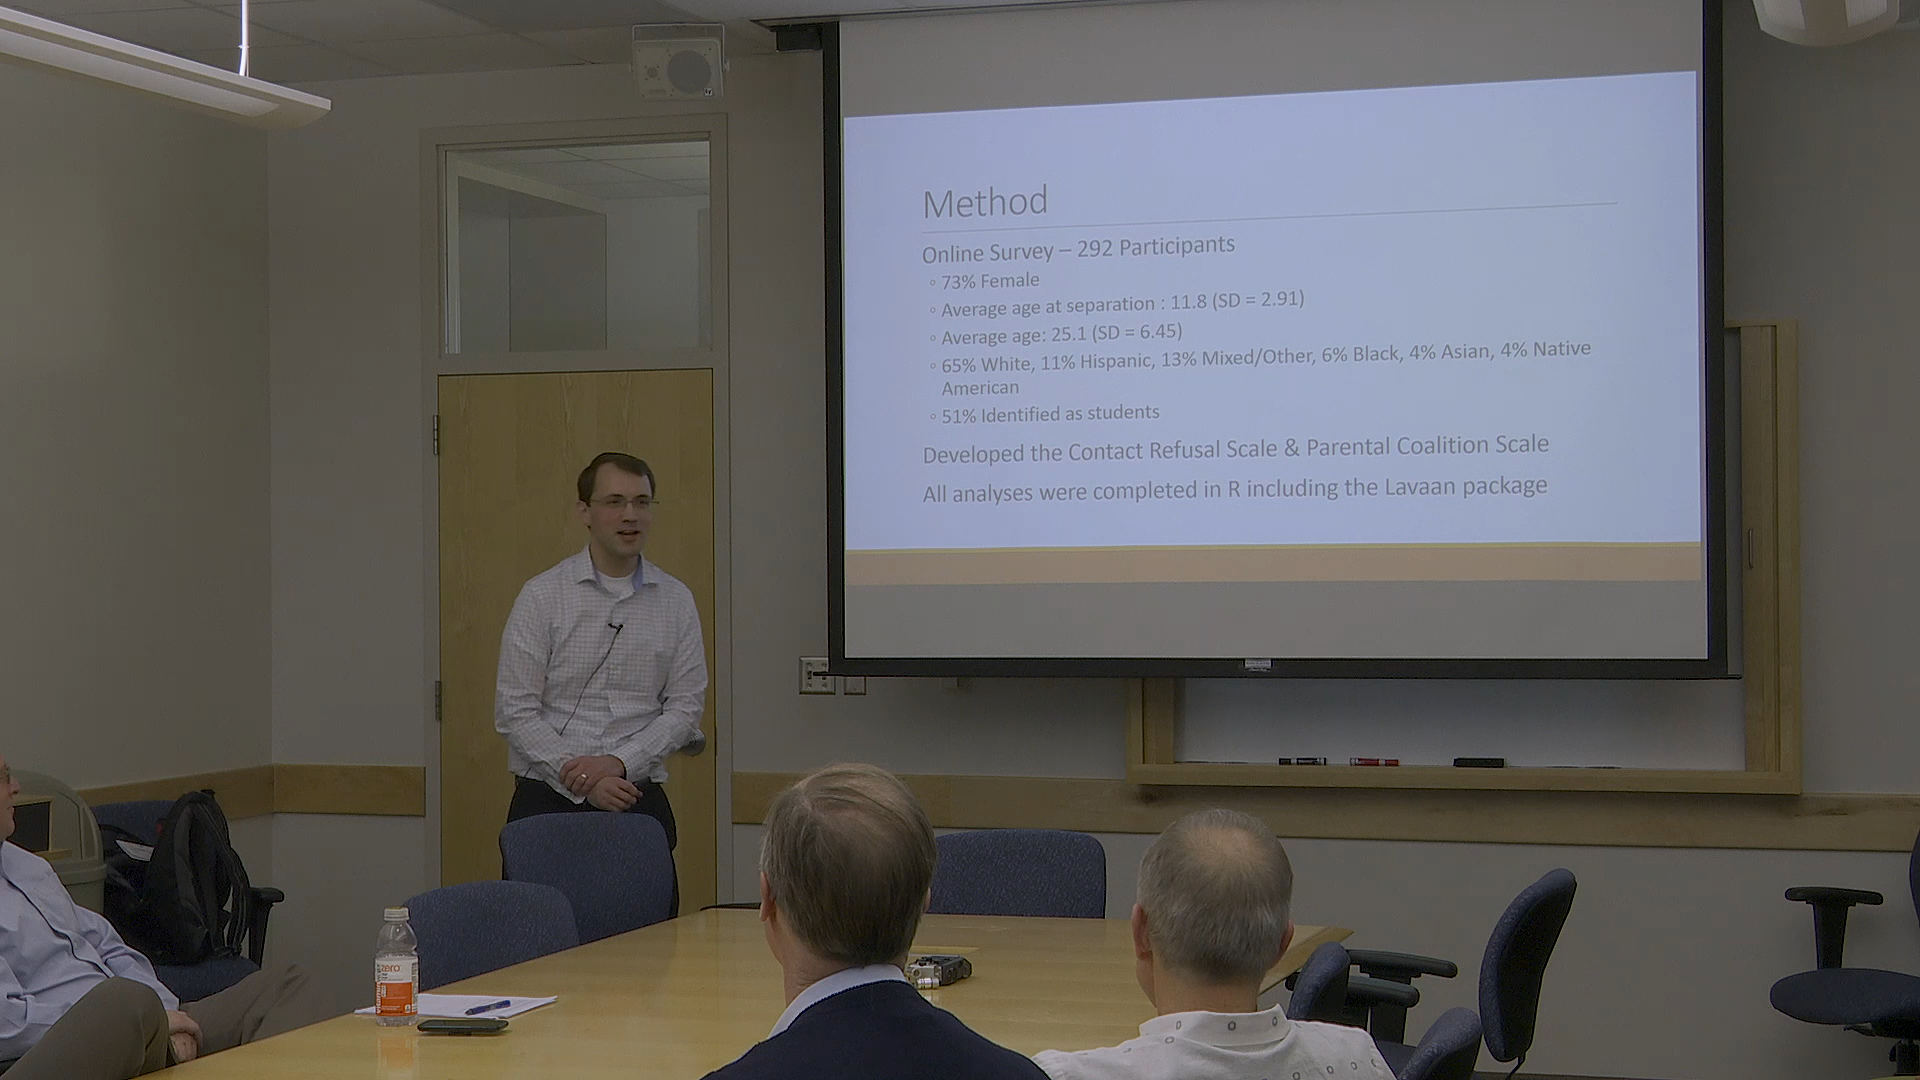 Method
Online Survey – 292 Participants
◦ 73% Female
◦ Average age at separation : 11.8 (SD = 2.91)
◦ Average age: 25.1 (SD = 6.45)
◦ 65% White, 11% Hispanic, 13% Mixed/Other, 6% Black, 4% Asian, 4% Native
American
◦ 51% Identified as students
Developed the Contact Refusal Scale & Parental Coalition Scale
All analyses were completed in R including the Lavaan package
zero